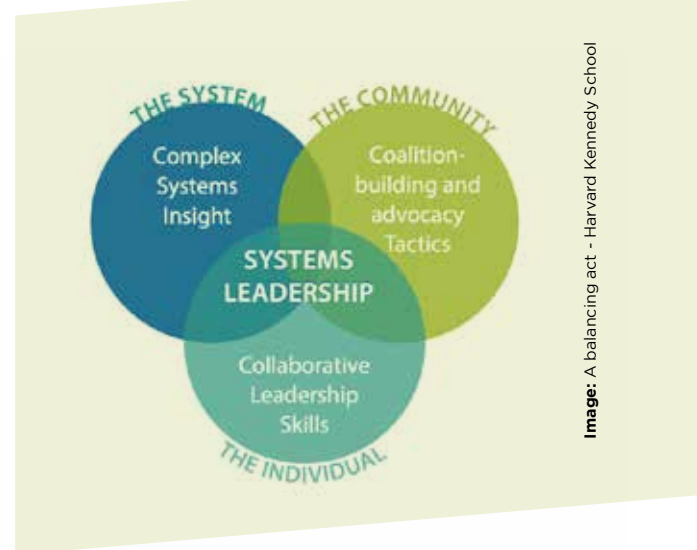 THE SYSTEM
Complex
Systems
Insight
THE COMMUNITY
Coalition-
building and
advocacy
Tactics
SYSTEMS
LEADERSHIP
Collaborative
Leadership
Skills
THE INDIVIDUAL
Image: A balancing act - Harvard Kennedy School